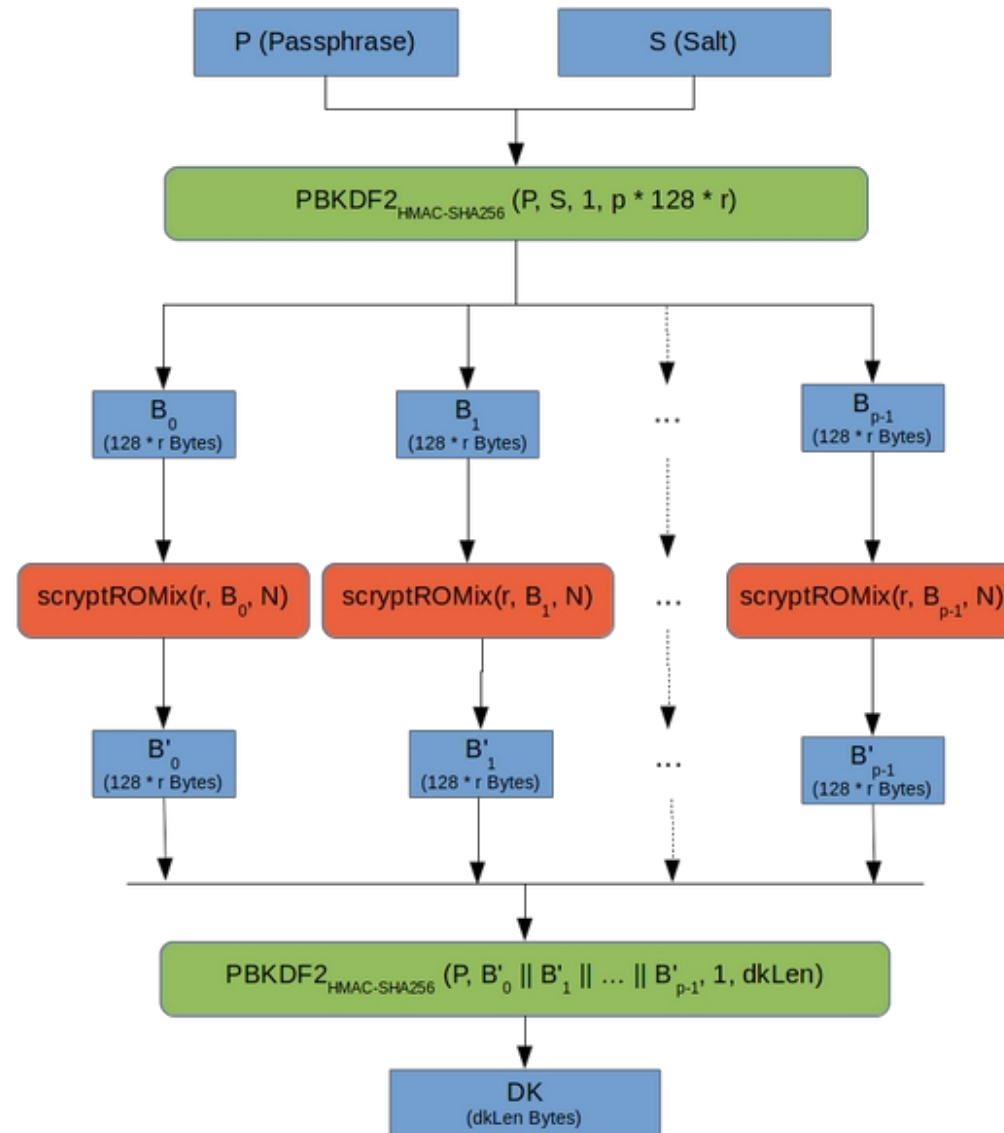 P (Passphrase) S (Salt)
PBKDF2HMAC-SHA256 (P, S, 1, p * 128 * r)
B0 B1 ... Bp-1
(128 * r Bytes) (128 * r Bytes) (128 * r Bytes)
scryptROMix(r, B0, N) scryptROMix(r, B1, N) ... scryptROMix(r, Bp-1, N)
B'0 B'1 ... B'p-1
(128 * r Bytes) (128 * r Bytes) (128 * r Bytes)
PBKDF2HMAC-SHA256 (P, B'0 || B'1 || ... || B'p-1, 1, dkLen)
DK
(dkLen Bytes)